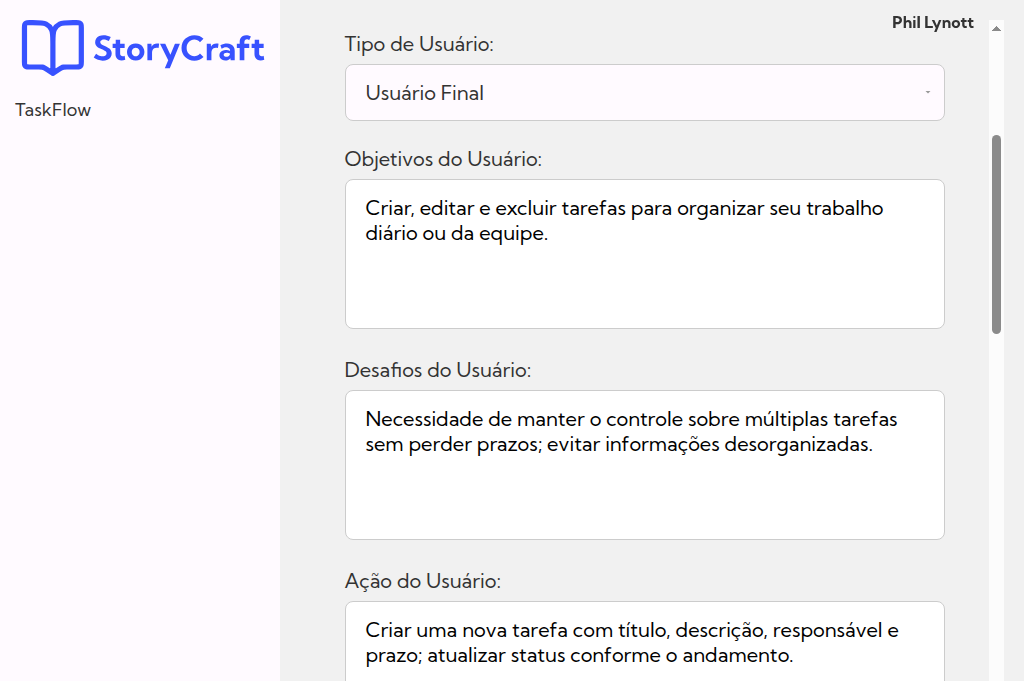 StoryCraft
TaskFlow
Phil Lynott
Tipo de Usuário:
Usuário Final
Objetivos do Usuário:
Criar, editar e excluir tarefas para organizar seu trabalho
diário ou da equipe.
Desafios do Usuário:
Necessidade de manter o controle sobre múltiplas tarefas
sem perder prazos; evitar informações desorganizadas.
Ação do Usuário:
Criar uma nova tarefa com título, descrição, responsável e
prazo; atualizar status conforme o andamento.